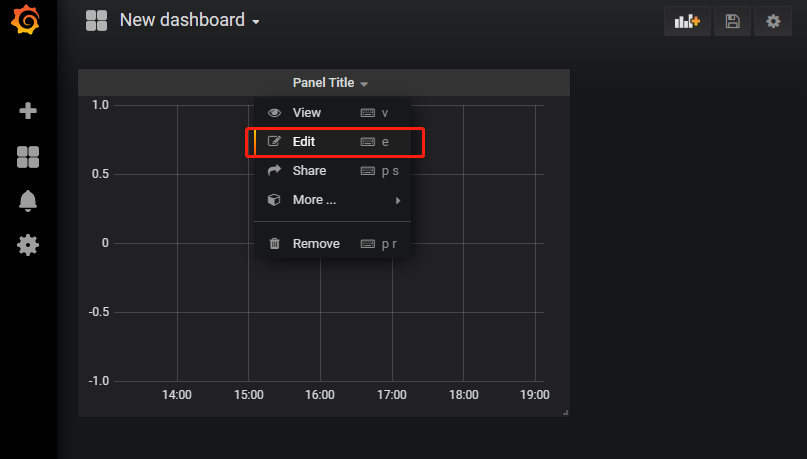 New dashboard
Panel Title
1.0
0.5
0
-0.5
-1.0
View v
Edit e
Share p s
More ...
Remove p r
14:00 15:00 16:00 17:00 18:00 19:00